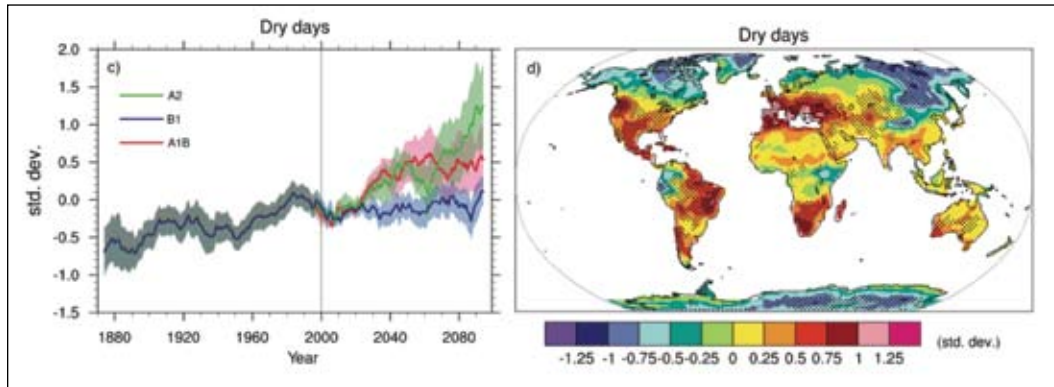 Dry days
c)
2.0
1.5
1.0
0.5
0.0
-0.5
-1.0
-1.5
std. dev.
A2
B1
A1B
1880 1920 1960 2000 2040 2080
Year
Dry days
d)
-1.25 -1 -0.75-0.5-0.25 0 0.25 0.5 0.75 1 1.25
(std. dev.)